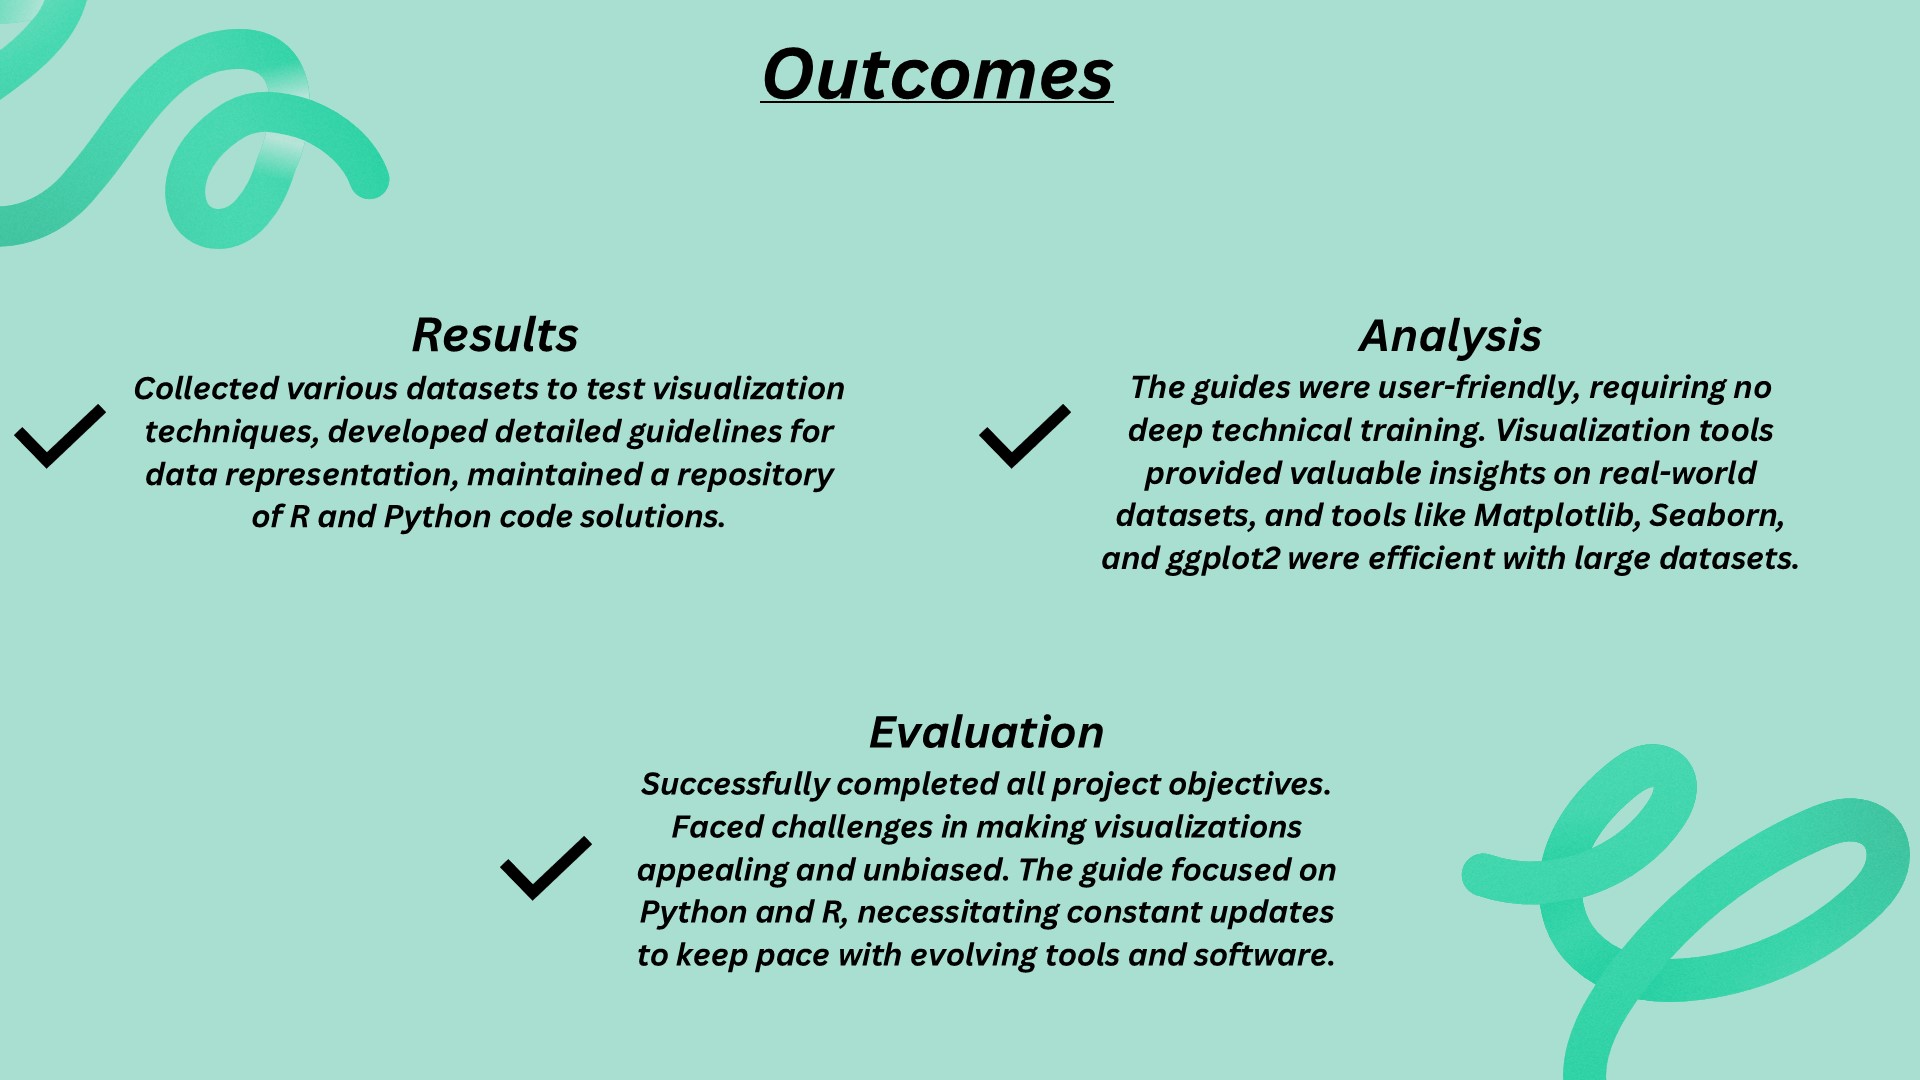 Outcomes
Results
Collected various datasets to test visualization
techniques, developed detailed guidelines for
data representation, maintained a repository
of R and Python code solutions.
Analysis
The guides were user-friendly, requiring no
deep technical training. Visualization tools
provided valuable insights on real-world
datasets, and tools like Matplotlib, Seaborn,
and ggplot2 were efficient with large datasets.
Evaluation
Successfully completed all project objectives.
Faced challenges in making visualizations
appealing and unbiased. The guide focused on
Python and R, necessitating constant updates
to keep pace with evolving tools and software.